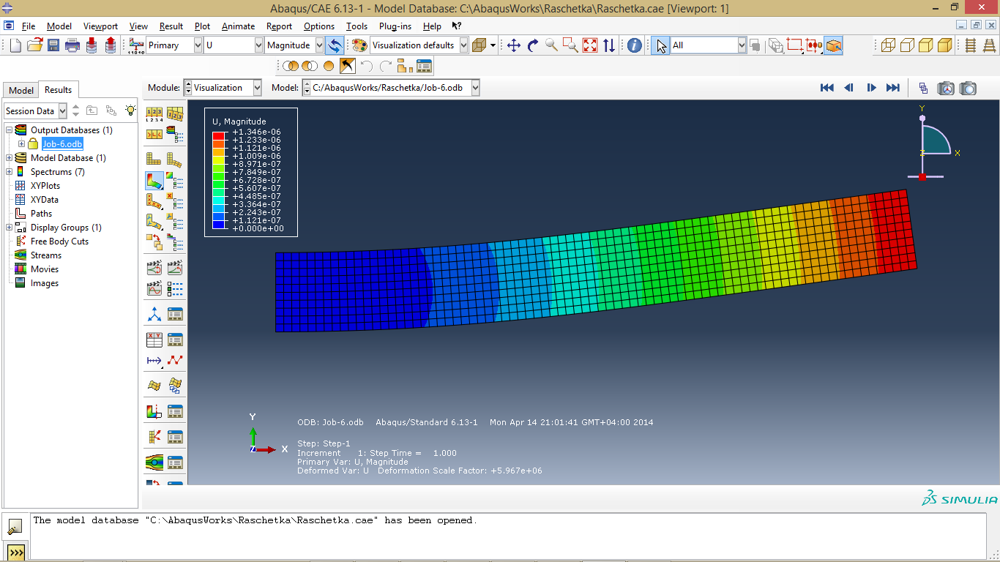 Abaqus/CAE 6.13-1 - Model Database: C:\AbaqusWorks\Raschetka\Raschetka.cae [Viewport: 1]
File Model Viewport View Result Plot Animate Report Options Tools Plug-ins Help
Primary U Magnitude Visualization defaults All
Model Results Module: Visualization Model: C:/AbaqusWorks/Raschetka/Job-6.odb
Session Data
Output Databases (1)
Job-6.odb
Model Database (1)
Spectrums (7)
XYPlots
XYData
Paths
Display Groups (1)
Free Body Cuts
Streams
Movies
Images
U, Magnitude
+1.346e-06
+1.233e-06
+1.121e-06
+1.009e-06
+8.971e-07
+7.849e-07
+6.728e-07
+5.607e-07
+4.485e-07
+3.364e-07
+2.243e-07
+1.121e-07
+0.000e+00
Y
Z X
Y
Z X
ODB: Job-6.odb Abaqus/Standard 6.13-1 Mon Apr 14 21:01:41 GMT+04:00 2014
Step: Step-1
Increment 1: Step Time = 1.000
Primary Var: U, Magnitude
Deformed Var: U Deformation Scale Factor: +5.967e+06
SIMULIA
The model database "C:\AbaqusWorks\Raschetka\Raschetka.cae" has been opened.
>>>